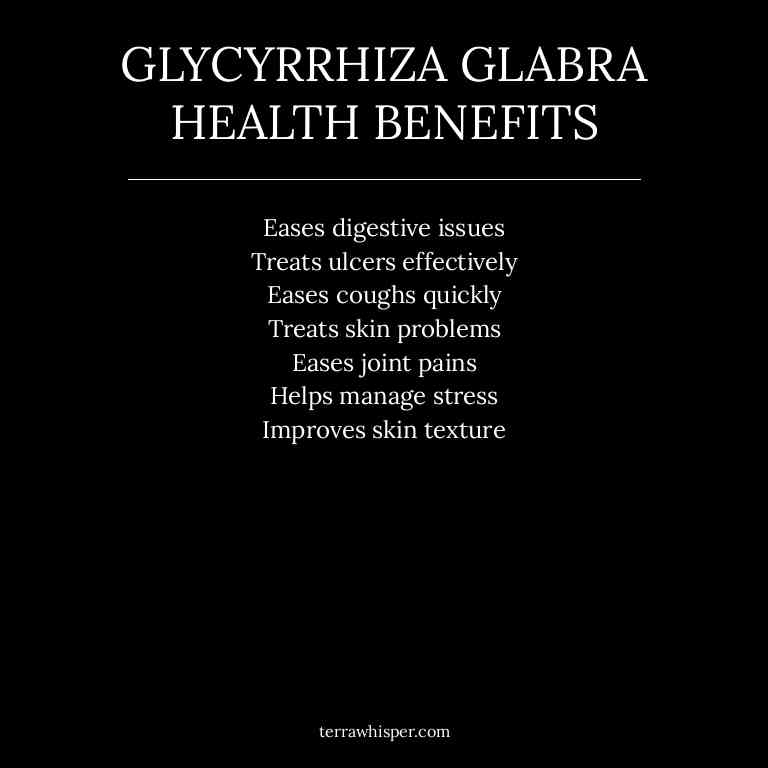 GLYCYRRHIZA GLABRA
HEALTH BENEFITS
Eases digestive issues
Treats ulcers effectively
Eases coughs quickly
Treats skin problems
Eases joint pains
Helps manage stress
Improves skin texture
terrawhisper.com